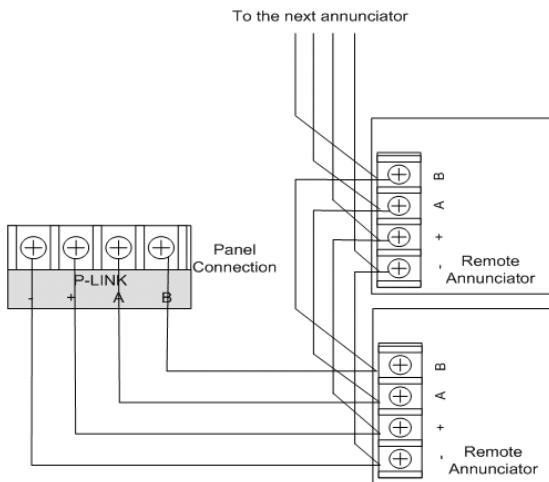 To the next annunciator
B
A
+
-
Remote
Annunciator
Panel
Connection
P-LINK
- + A B
B
A
+
-
Remote
Annunciator